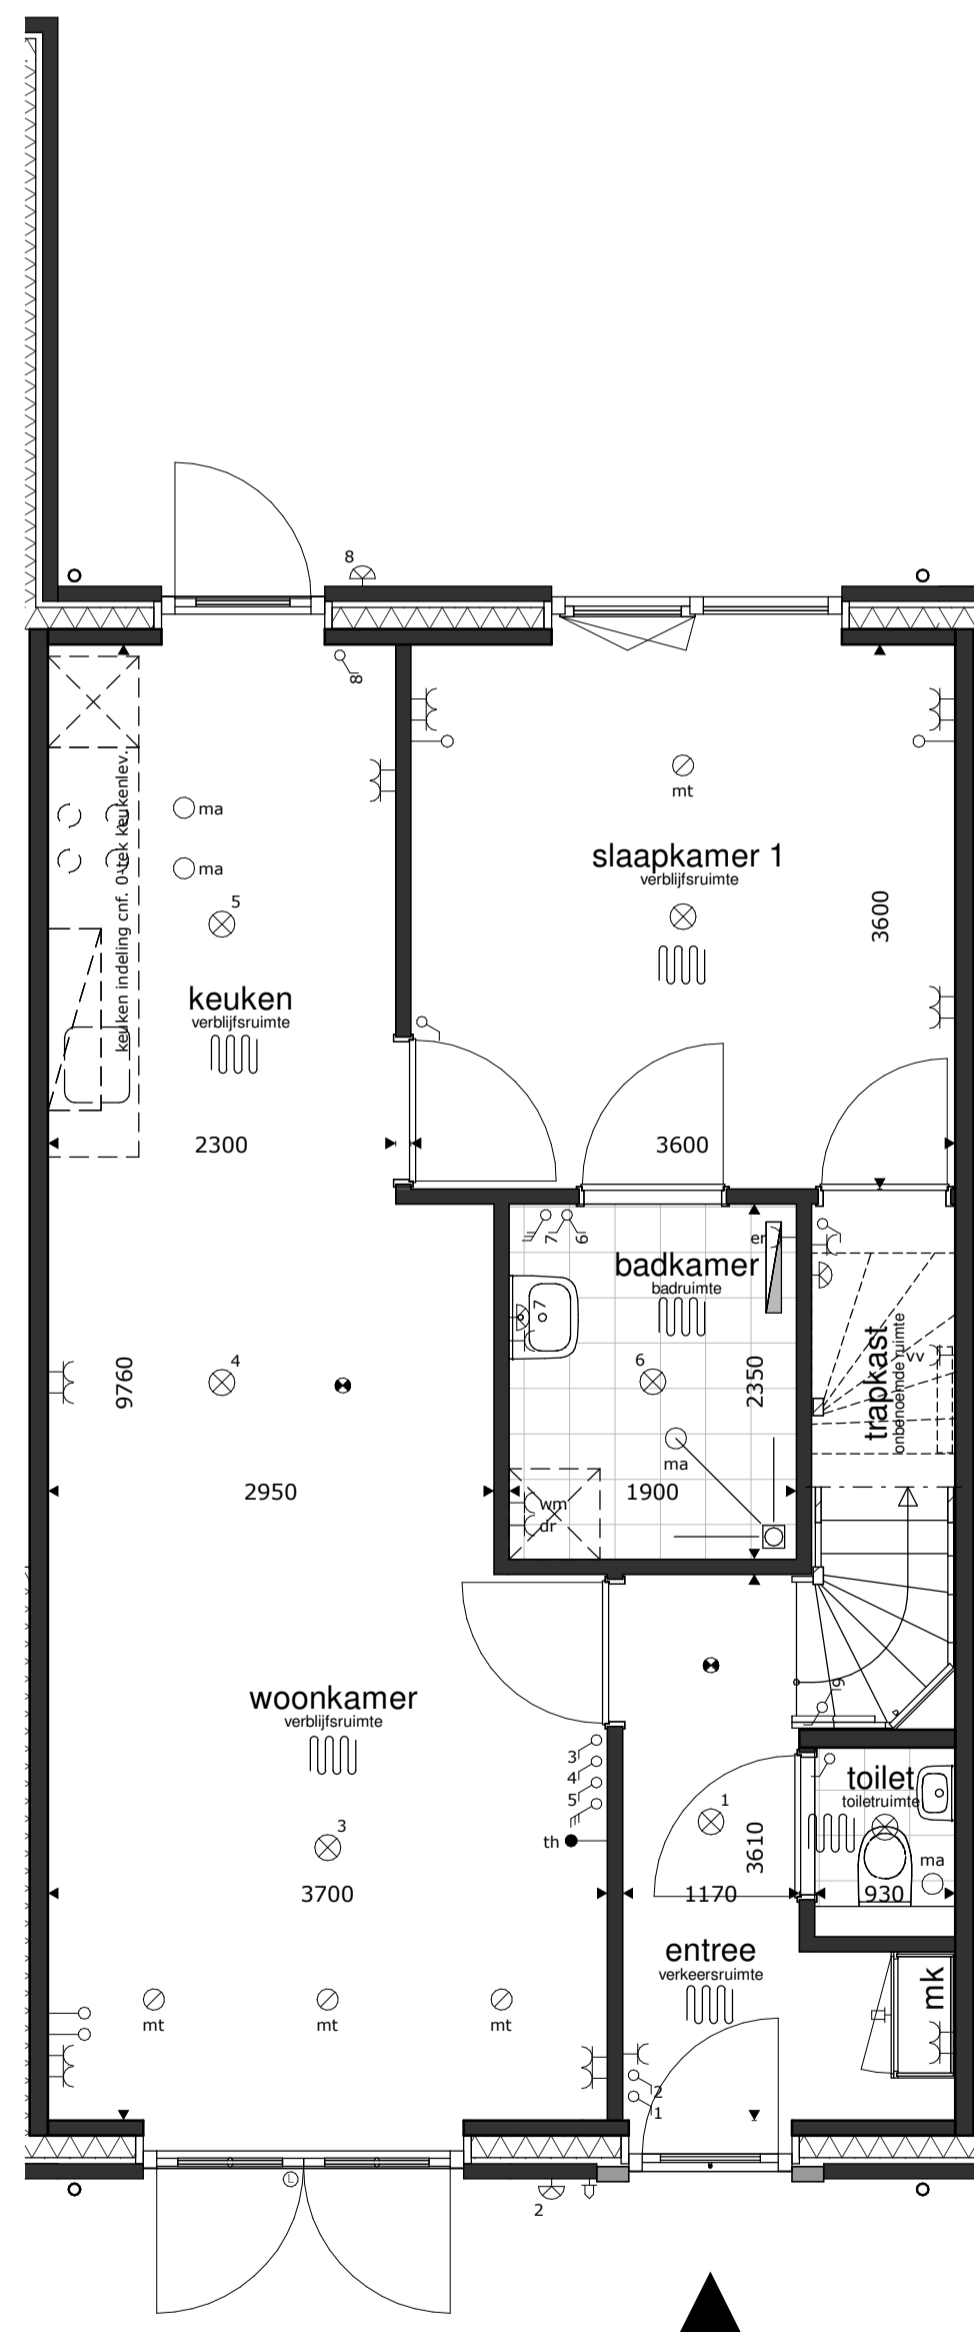 8
8
ma
mt
keuken indeling cnf. 0-tek keukenlev.
ma
slaapkamer 1
verblijfsruimte
5
3600
keuken
verblijfsruimte
2300
3600
7
6
er
badkamer
badruimte
7
trapkast
onbenoemde ruimte
vv
9760
4
6
2350
ma
2950
wm
dr
1900
woonkamer
verblijfsruimte
9
3
4
5
th
3
1
3610
toilet
toiletruimte
ma
3700
1170
930
entree
verkeersruimte
mk
mt
mt
mt
2
1
L
2